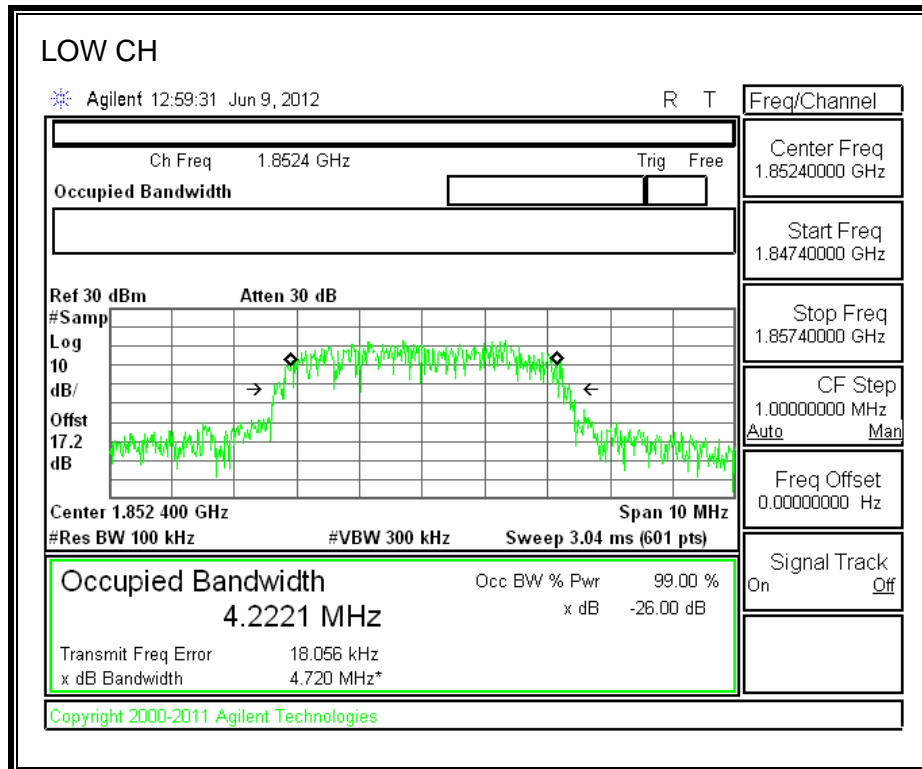 LOW CH
Agilent 12:59:31 Jun 9, 2012 R T
Freq/Channel
Ch Freq 1.8524 GHz Trig Free
Occupied Bandwidth
Center Freq
1.85240000 GHz
Start Freq
1.84740000 GHz
Stop Freq
1.85740000 GHz
CF Step
1.00000000 MHz
Auto Man
Freq Offset
0.00000000 Hz
Signal Track
On Off
Ref 30 dBm Atten 30 dB
#Samp
Log
10
dB/
Offst
17.2
dB
Center 1.852 400 GHz Span 10 MHz
#Res BW 100 kHz #VBW 300 kHz Sweep 3.04 ms (601 pts)
Occupied Bandwidth Occ BW % Pwr 99.00 %
4.2221 MHz x dB -26.00 dB
Transmit Freq Error 18.056 kHz
x dB Bandwidth 4.720 MHz*
Copyright 2000-2011 Agilent Technologies